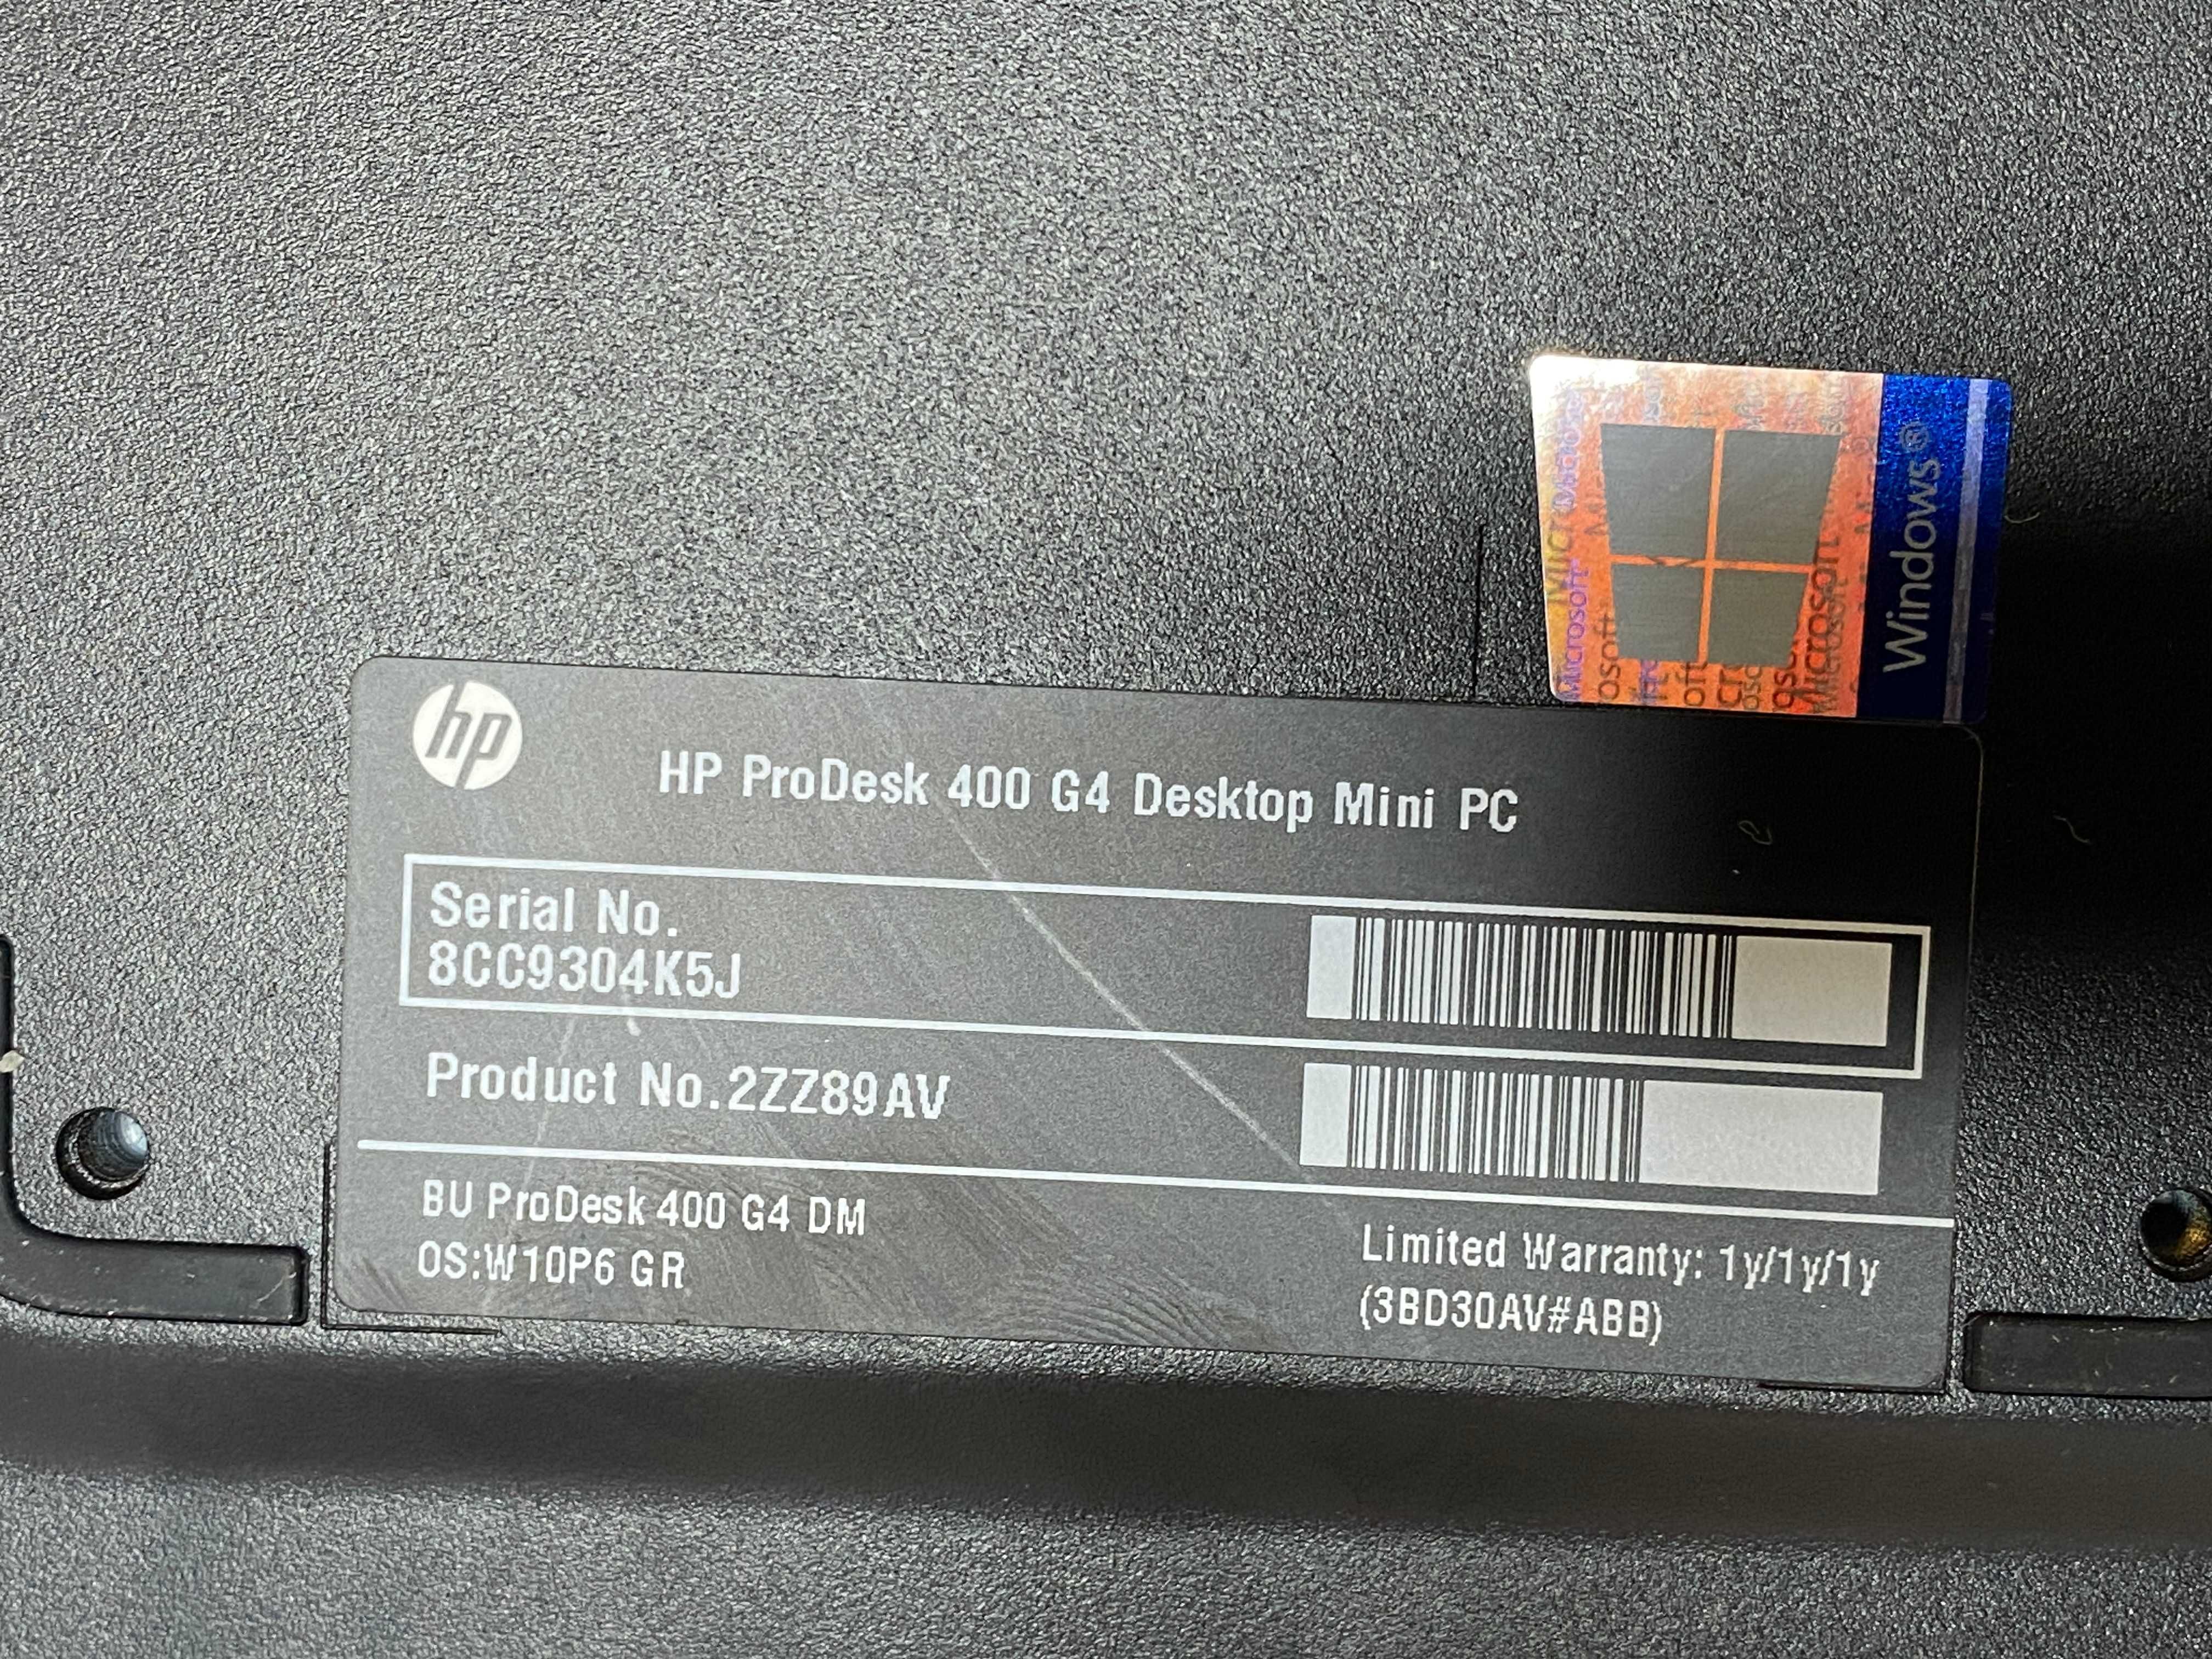 Windows®
hp
HP ProDesk 400 G4 Desktop Mini PC
Serial No.
8CC9304K5J
Product No.2ZZ89AV
BU ProDesk 400 G4 DM
OS:W10P6 GR
Limited Warranty: 1y/1y/1y
(3BD30AV#ABB)